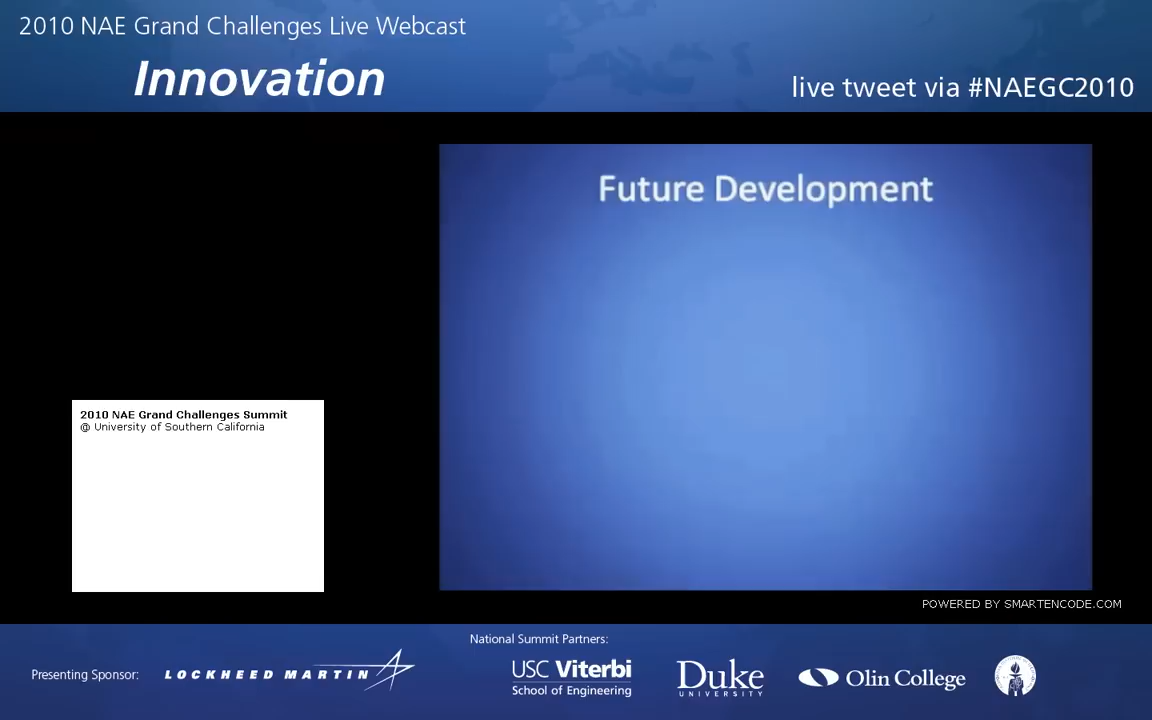 2010 NAE Grand Challenges Live Webcast
Innovation
live tweet via #NAEGC2010
Future Development
2010 NAE Grand Challenges Summit
@ University of Southern California
POWERED BY SMARTENCODE.COM
National Summit Partners:
Presenting Sponsor:
LOCKHEED MARTIN
USC Viterbi
School of Engineering
Duke
UNIVERSITY
Olin College